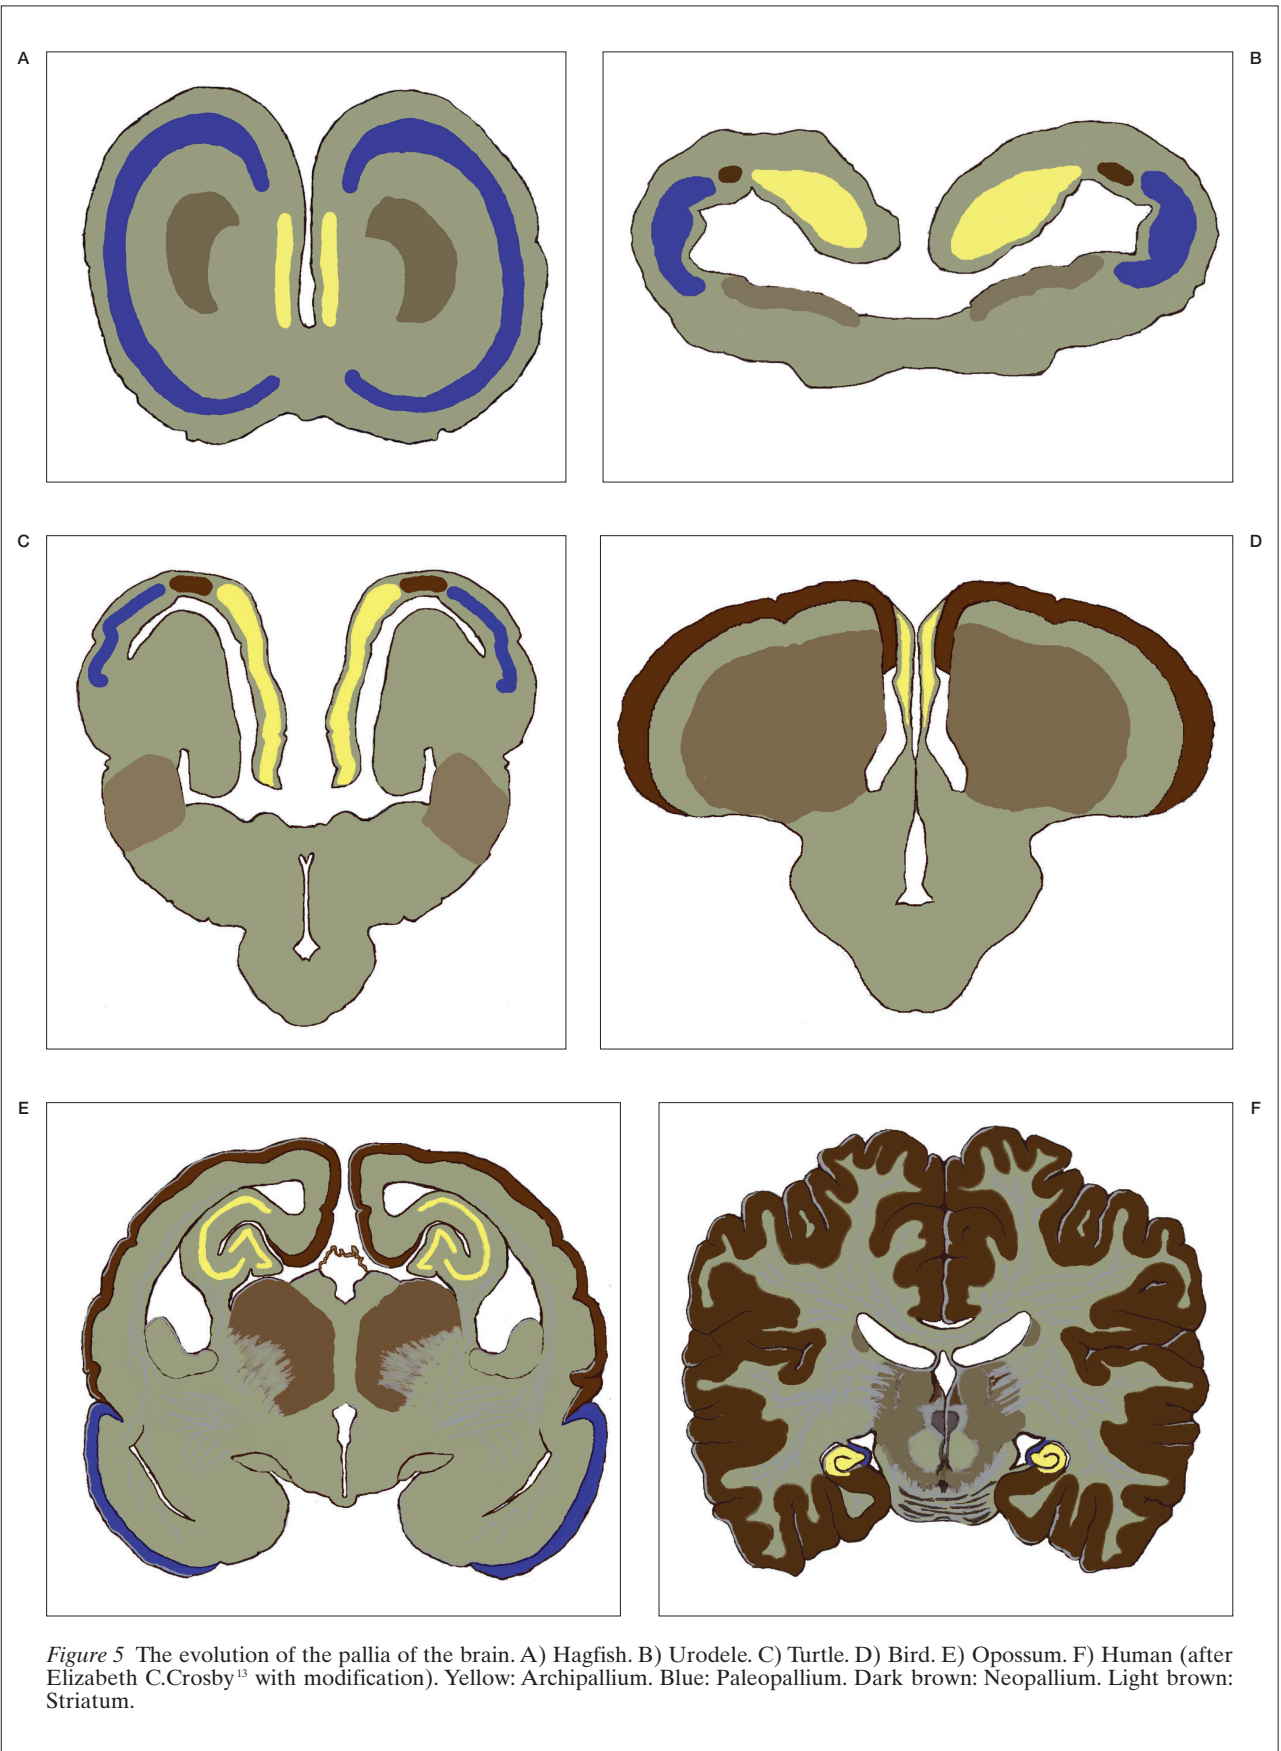 A
B
C
D
E
F
Figure 5 The evolution of the pallia of the brain. A) Hagfish. B) Urodele. C) Turtle. D) Bird. E) Opossum. F) Human (after
Elizabeth C.Crosby¹³ with modification). Yellow: Archipallium. Blue: Paleopallium. Dark brown: Neopallium. Light brown:
Striatum.